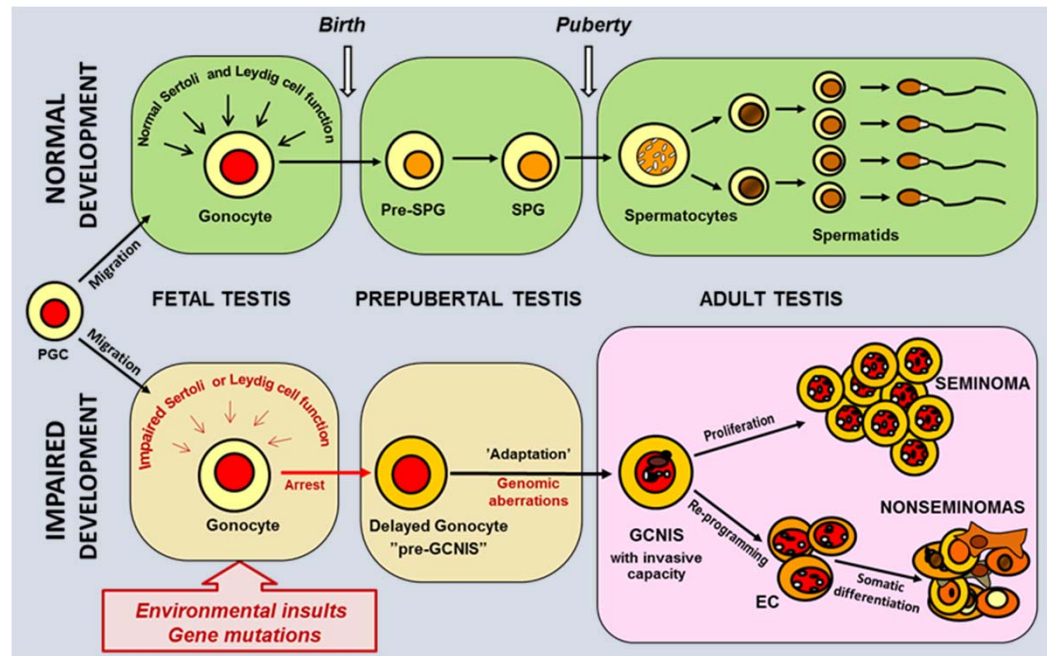 Birth
Puberty
NORMAL
DEVELOPMENT
Normal Sertoli and Leydig cell function
Gonocyte
Pre-SPG
SPG
Spermatocytes
Spermatids
Migration
PGC
Migration
FETAL TESTIS
PREPUBERTAL TESTIS
ADULT TESTIS
IMPAIRED
DEVELOPMENT
Impaired Sertoli or Leydig cell function
Gonocyte
Arrest
Delayed Gonocyte
"pre-GCNIS"
'Adaptation'
Genomic
aberrations
GCNIS
with invasive
capacity
Proliferation
SEMINOMA
Re-programming
EC
Somatic
differentiation
NONSEMINOMAS
Environmental insults
Gene mutations